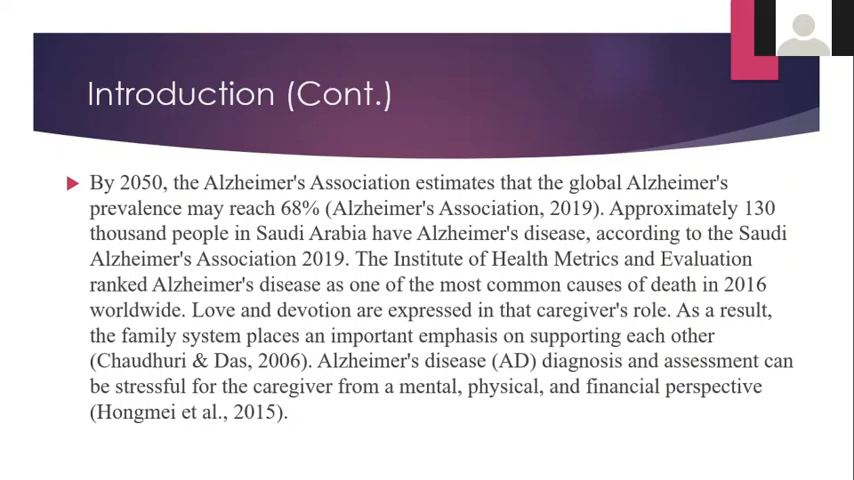 Introduction (Cont.)
By 2050, the Alzheimer's Association estimates that the global Alzheimer's
prevalence may reach 68% (Alzheimer's Association, 2019). Approximately 130
thousand people in Saudi Arabia have Alzheimer's disease, according to the Saudi
Alzheimer's Association 2019. The Institute of Health Metrics and Evaluation
ranked Alzheimer's disease as one of the most common causes of death in 2016
worldwide. Love and devotion are expressed in that caregiver's role. As a result,
the family system places an important emphasis on supporting each other
(Chaudhuri & Das, 2006). Alzheimer's disease (AD) diagnosis and assessment can
be stressful for the caregiver from a mental, physical, and financial perspective
(Hongmei et al., 2015).